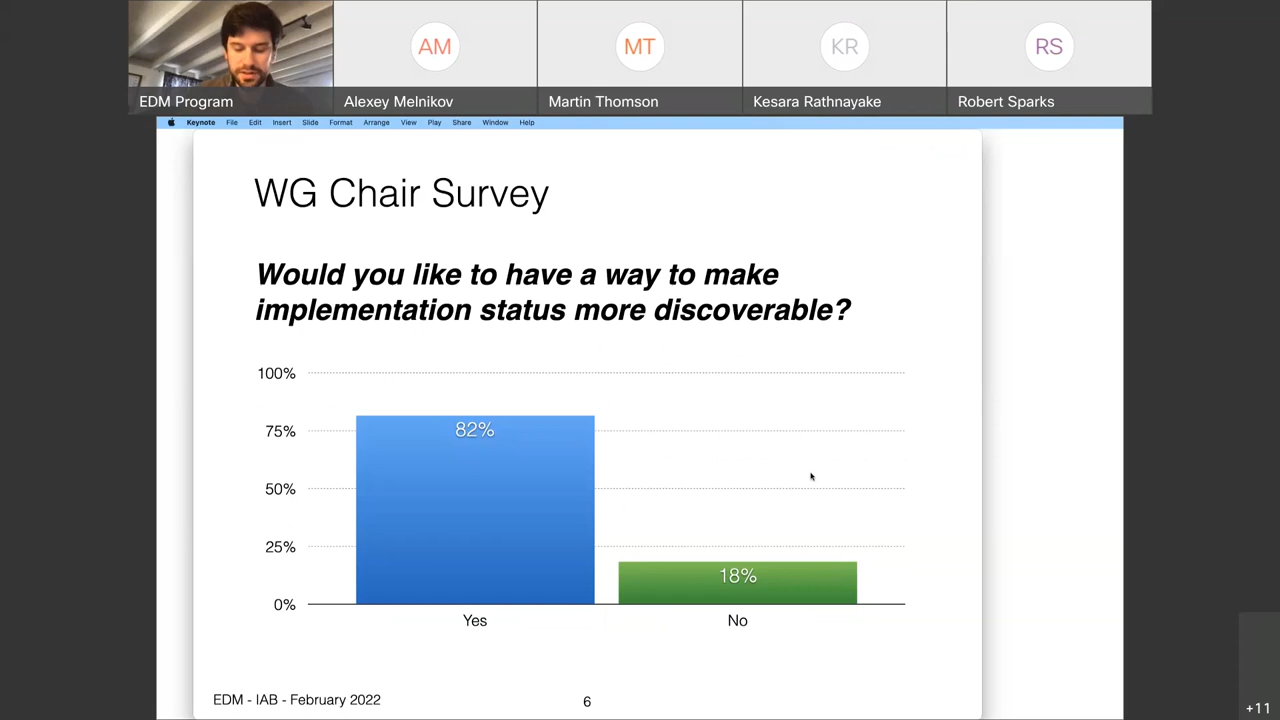 AM
MT
KR
RS
EDM Program
Alexey Melnikov
Martin Thomson
Kesara Rathnayake
Robert Sparks
Keynote File Edit Insert Slide Format Arrange View Play Share Window Help
WG Chair Survey
Would you like to have a way to make
implementation status more discoverable?
100%
75%
50%
25%
0%
82%
18%
Yes
No
EDM - IAB - February 2022
6
+11